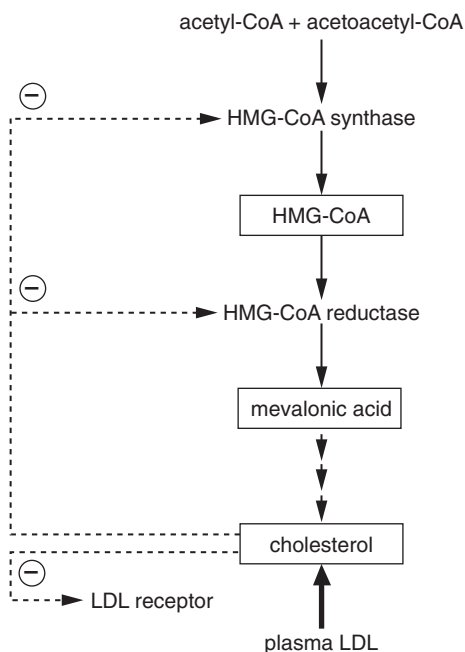 acetyl-CoA + acetoacetyl-CoA
−
HMG-CoA synthase
HMG-CoA
−
HMG-CoA reductase
mevalonic acid
cholesterol
−
LDL receptor
plasma LDL